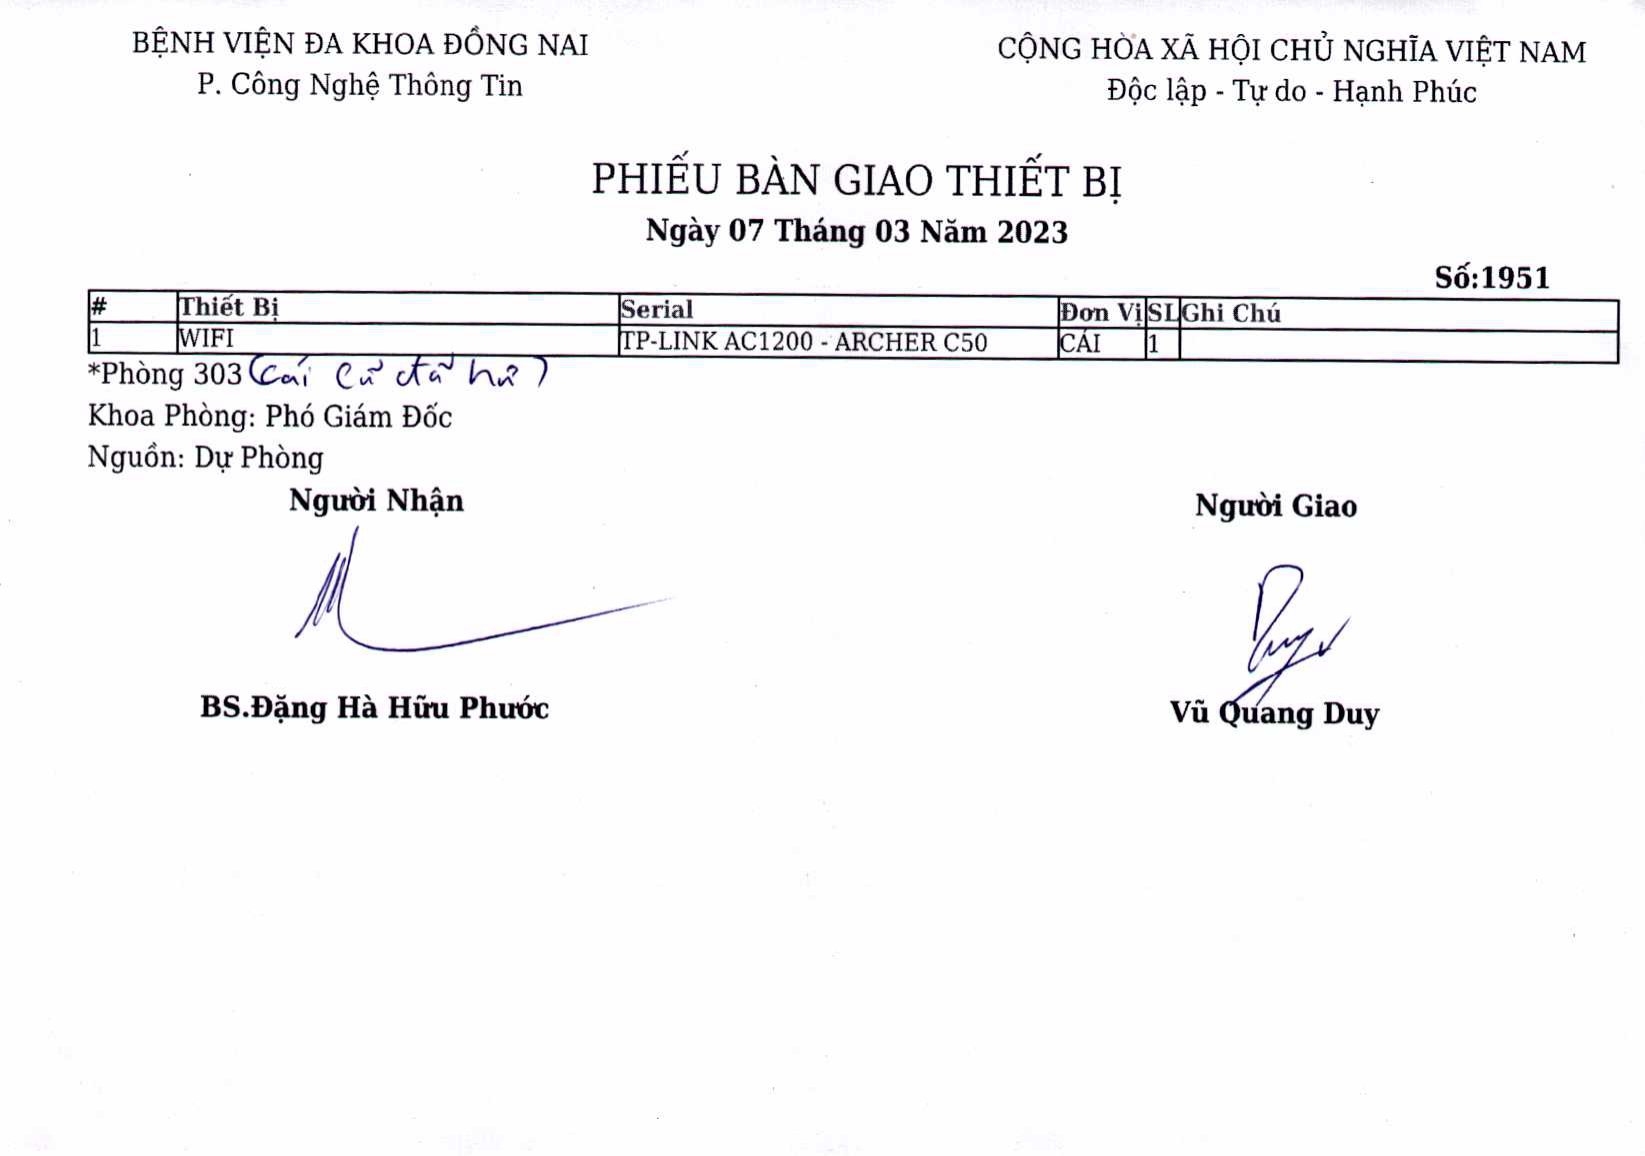 BỆNH VIỆN ĐA KHOA ĐỒNG NAI
P. Công Nghệ Thông Tin
CỘNG HÒA XÃ HỘI CHỦ NGHĨA VIỆT NAM
Độc lập - Tự do - Hạnh Phúc
PHIẾU BÀN GIAO THIẾT BỊ
Ngày 07 Tháng 03 Năm 2023
Số:1951
# Thiết Bị Serial Đơn Vị SL Ghi Chú
1 WIFI TP-LINK AC1200 - ARCHER C50 CÁI 1
*Phòng 303 (cái cũ đã hư)
Khoa Phòng: Phó Giám Đốc
Nguồn: Dự Phòng
Người Nhận
Người Giao
Duy
BS.Đặng Hà Hữu Phước
Vũ Quang Duy